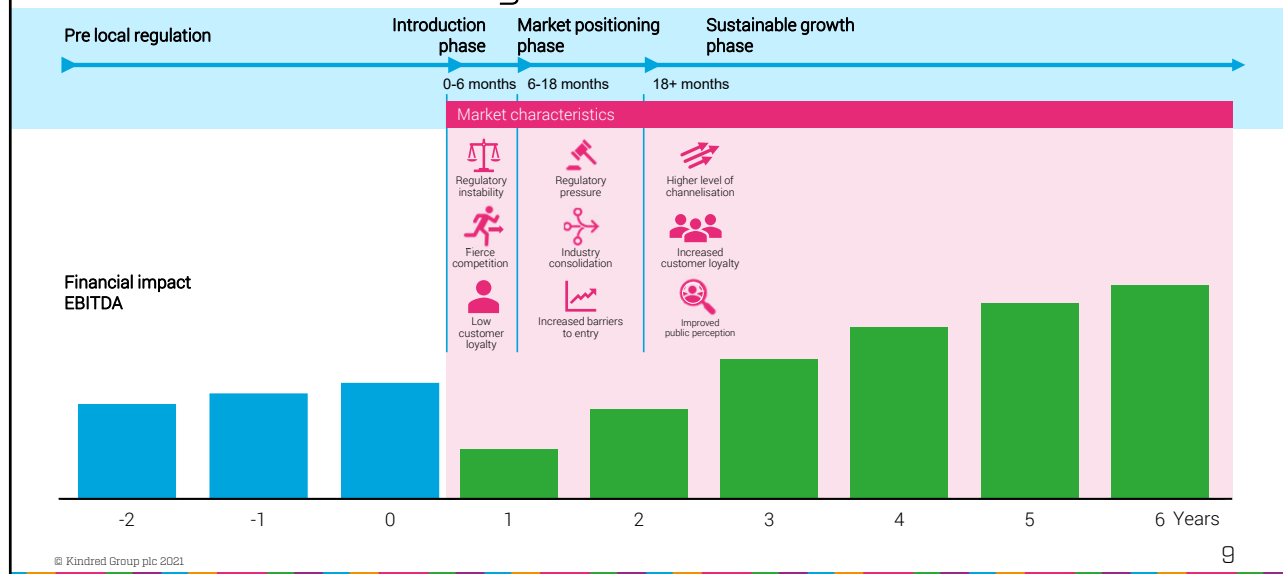 Pre local regulation
Introduction
phase
Market positioning
phase
Sustainable growth
phase
0-6 months
6-18 months
18+ months
Market characteristics
Regulatory
instability
Regulatory
pressure
Higher level of
channelisation
Fierce
competition
Industry
consolidation
Increased
customer loyalty
Low
customer
loyalty
Increased barriers
to entry
Improved
public perception
Financial impact
EBITDA
-2
-1
0
1
2
3
4
5
6 Years
© Kindred Group plc 2021
9